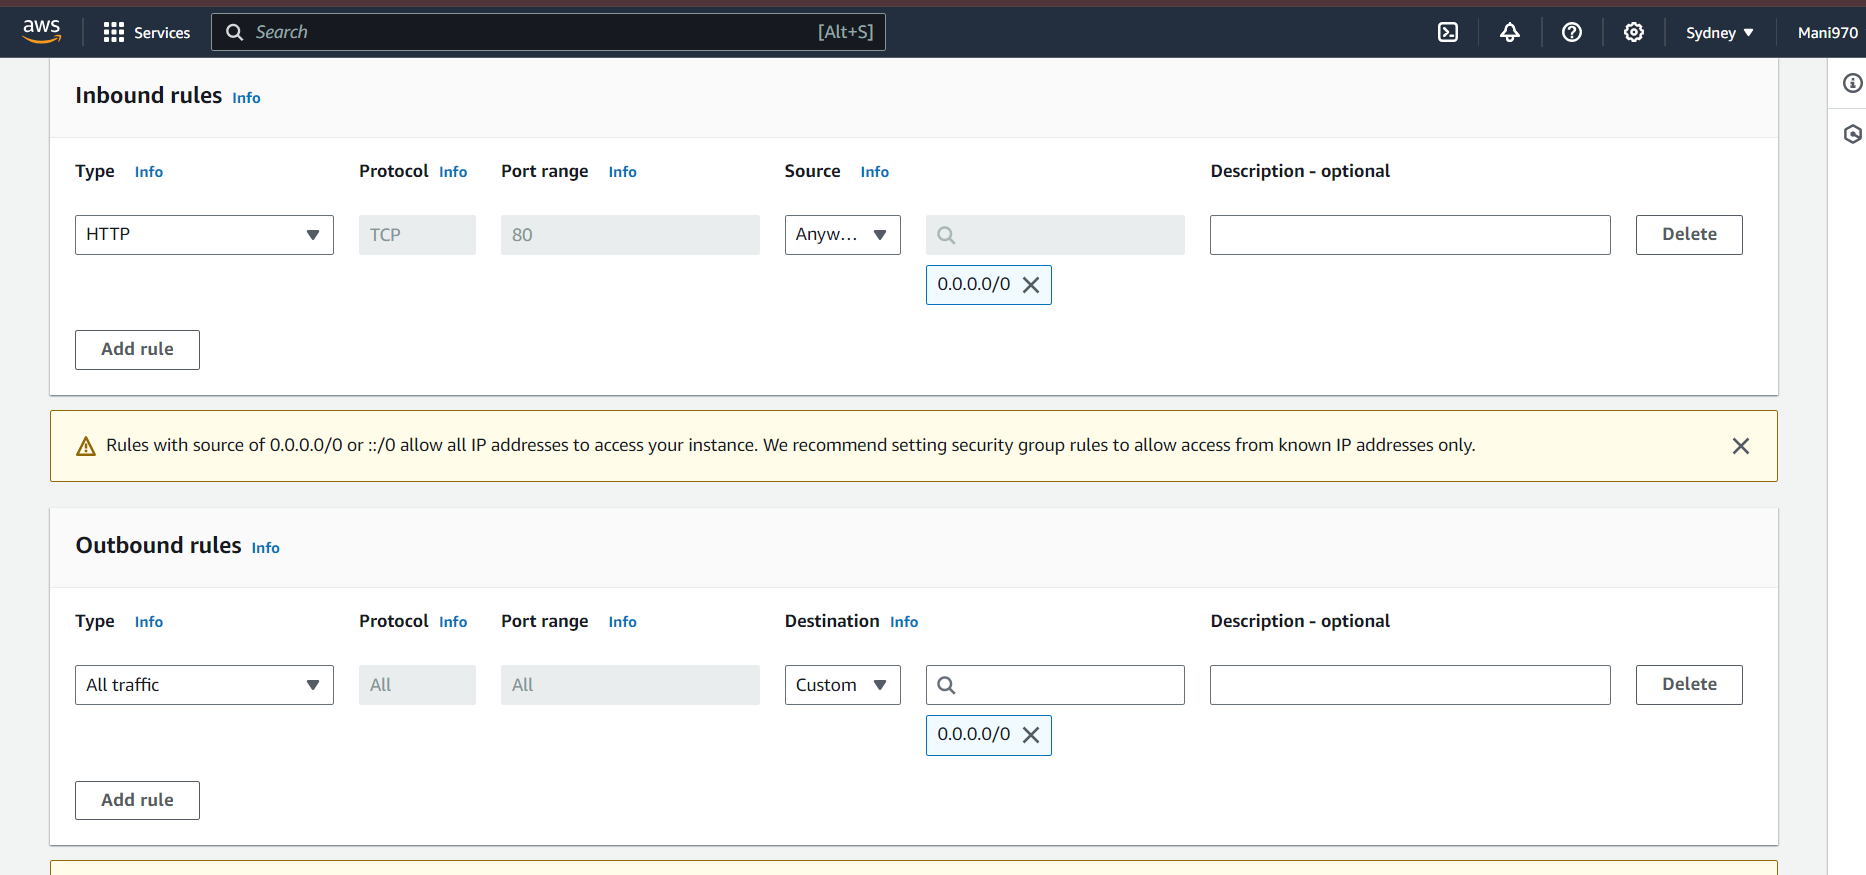 aws Services Search [Alt+S] Sydney Mani970
Inbound rules Info
Type Info Protocol Info Port range Info Source Info Description - optional
HTTP TCP 80 Anyw... Delete
0.0.0.0/0
Add rule
Rules with source of 0.0.0.0/0 or ::/0 allow all IP addresses to access your instance. We recommend setting security group rules to allow access from known IP addresses only.
Outbound rules Info
Type Info Protocol Info Port range Info Destination Info Description - optional
All traffic All All Custom Delete
0.0.0.0/0
Add rule